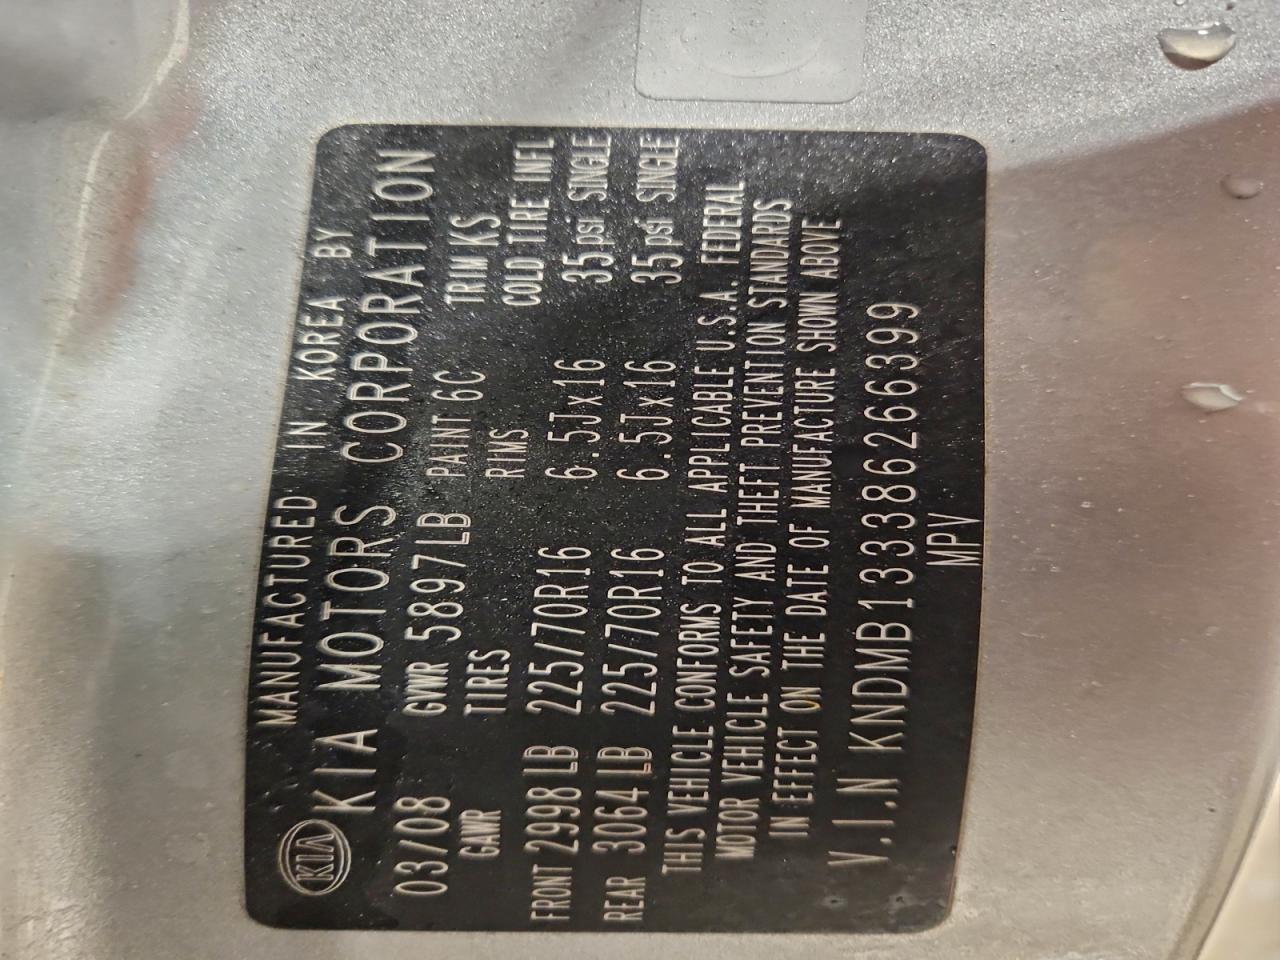 KIA
MANUFACTURED IN KOREA BY
KIA MOTORS CORPORATION
03/08 GVWR 5897LB PAINT 6C TRIM KS
GAWR TIRES RIMS COLD TIRE INFL
FRONT 2998LB 225/70R16 6.5Jx16 35psi SINGLE
REAR 3064LB 225/70R16 6.5Jx16 35psi SINGLE
THIS VEHICLE CONFORMS TO ALL APPLICABLE U.S.A. FEDERAL
MOTOR VEHICLE SAFETY AND THEFT PREVENTION STANDARDS
IN EFFECT ON THE DATE OF MANUFACTURE SHOWN ABOVE
V.I.N KNDMB133386266399
MPV